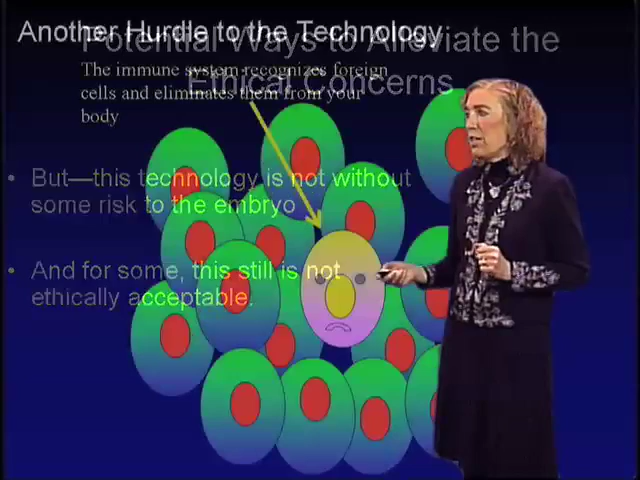 Another Hurdle to the Technology
The immune system recognizes foreign
cells and eliminates them from your
body
Potential Ways to Alleviate the
Ethical Concerns
• But—this technology is not without
some risk to the embryo
• And for some, this still is not
ethically acceptable.